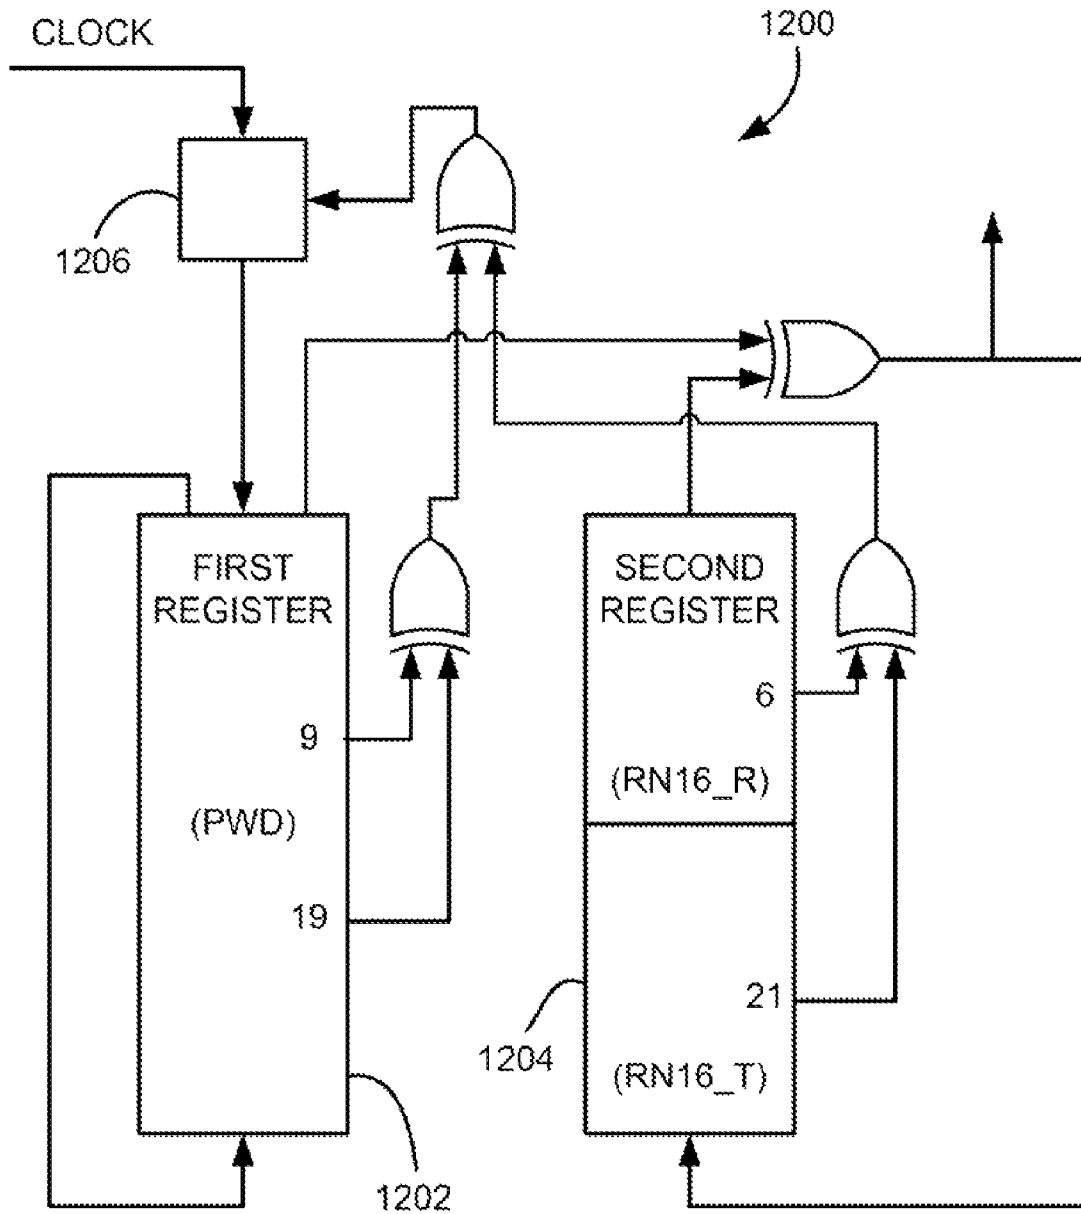 CLOCK
1200
1206
FIRST
REGISTER
SECOND
REGISTER
6
9
(RN16_R)
(PWD)
19
21
1204
(RN16_T)
1202